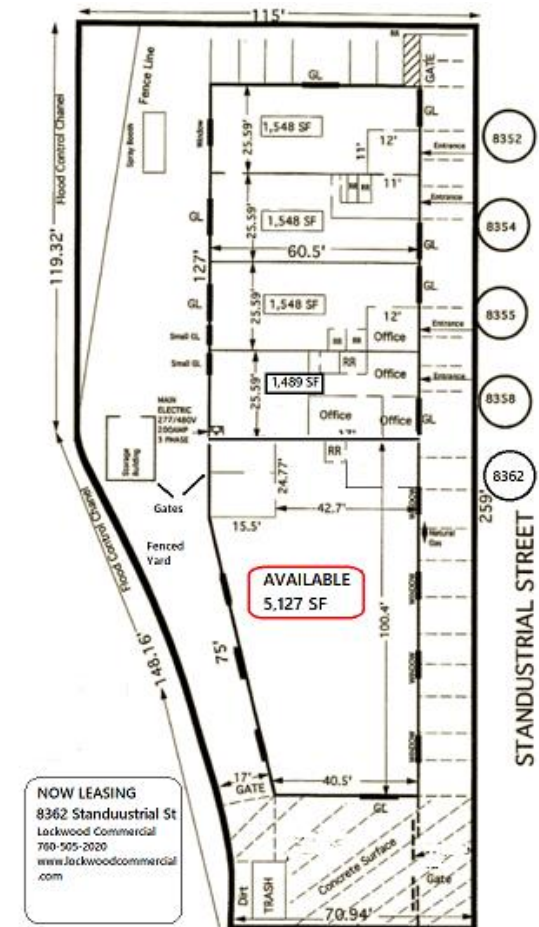 115'
Flood Control Chanel
Fence Line
Spray Booth
Window
GL
RR
GATE
GL
8352
1,548 SF
25.59'
12'
11'
11'
Entrance
119.32'
GL
RR
RR
Entrance
1,548 SF
25.59'
60.5'
GL
8354
127'
GL
GL
1,548 SF
25.59'
12'
8355
Small GL
RR
RR
Office
Entrance
Small GL
RR
Office
Entrance
1,489 SF
25.59'
8358
MAIN
ELECTRIC
277/480V
200AMP
3 PHASE
Office
Office
GL
Storage
Building
RR
8362
24.77'
42.7'
WINDOW
259'
Gates
15.5'
Natural
Gas
Flood Control Chanel
Fenced
Yard
AVAILABLE
5,127 SF
WINDOW
100.4'
STANDUSTRIAL STREET
148.16'
75'
WINDOW
WINDOW
17'
GATE
40.5'
GL
NOW LEASING
8362 Standuustrial St
Lockwood Commercial
760-505-2020
www.lockwoodcommercial
.com
Concrete Surface
Gate
Dirt
TRASH
70.94'